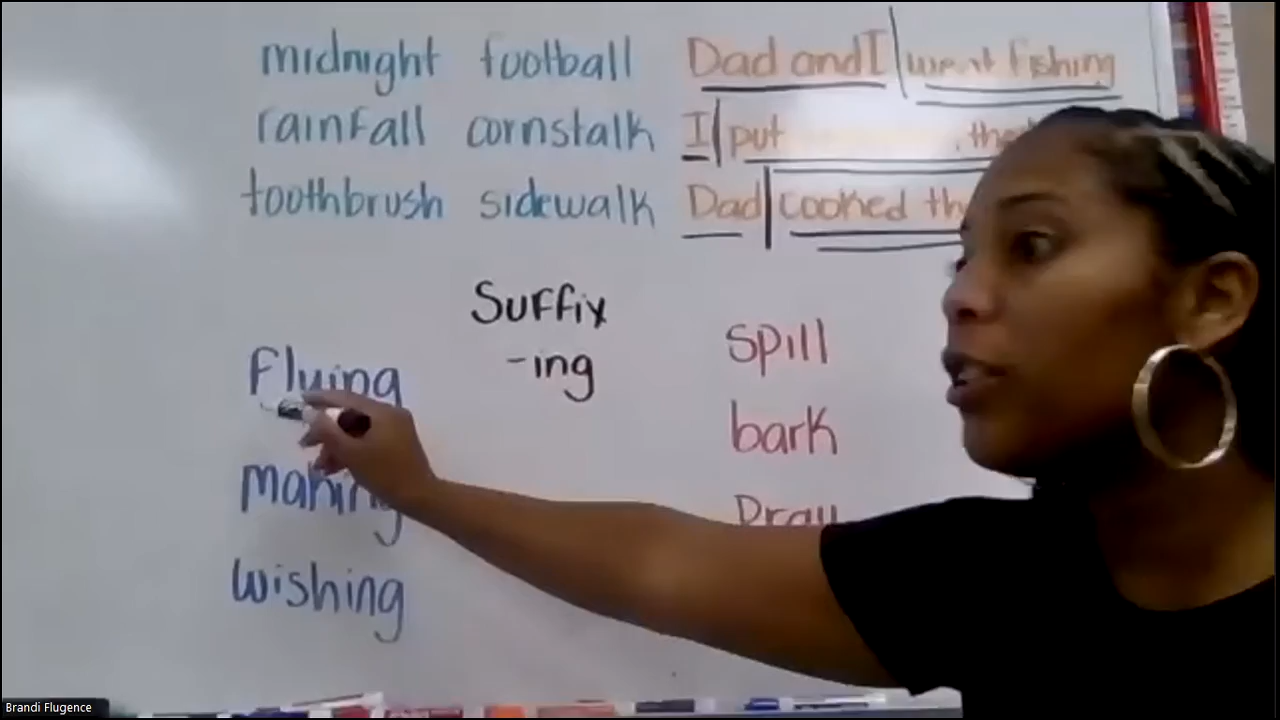 midnight football Dad and I went fishing
rainfall cornstalk I put
toothbrush sidewalk Dad cooked
Suffix
-ing
Flying
making
wishing
spill
bark
Brandi Flugence